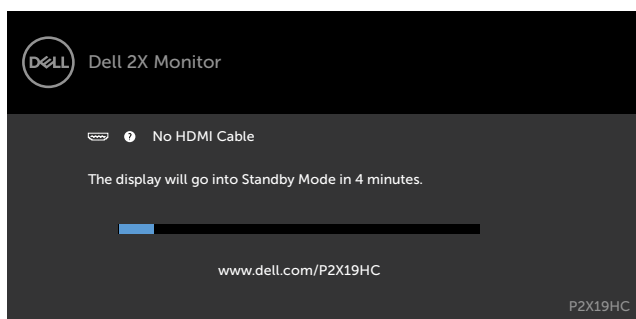 DELL
Dell 2X Monitor
? No HDMI Cable
The display will go into Standby Mode in 4 minutes.
www.dell.com/P2X19HC
P2X19HC